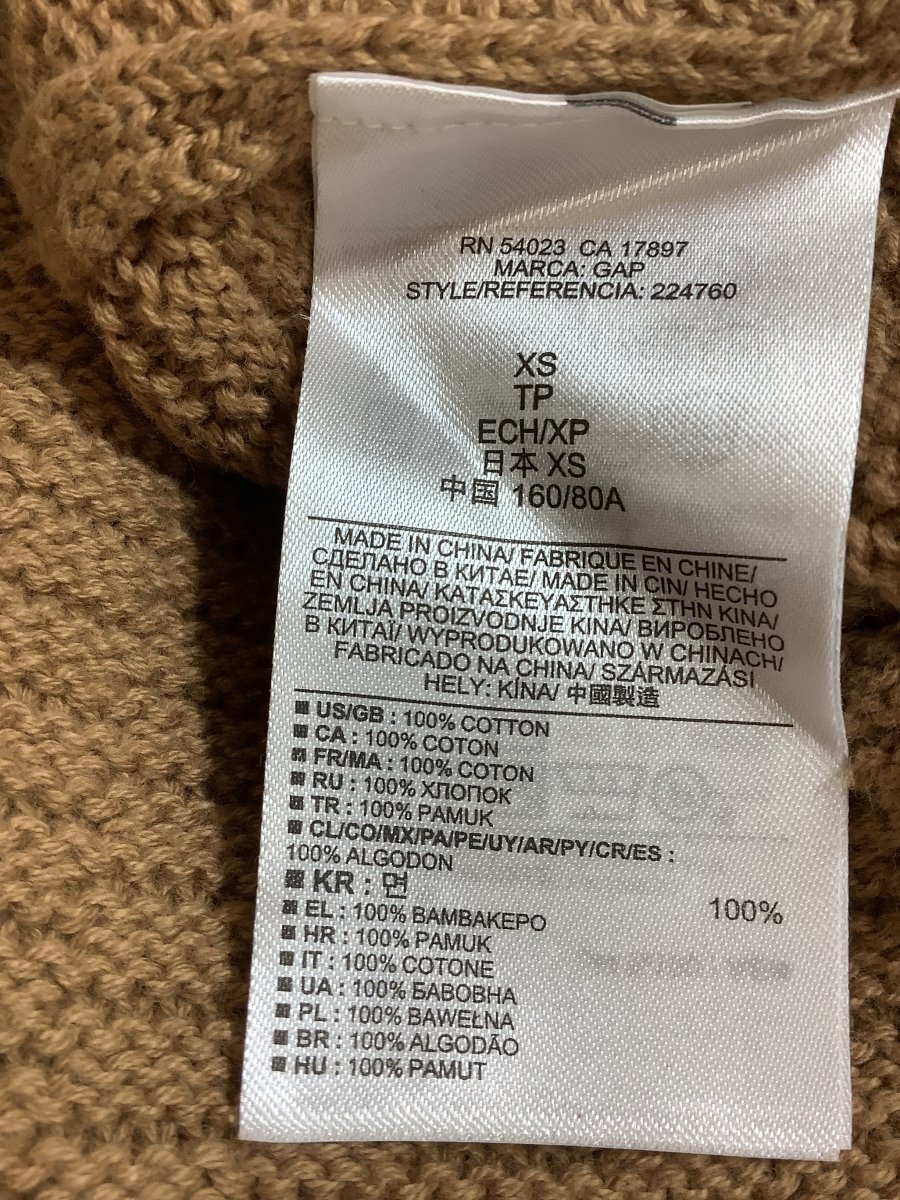 RN 54023 CA 17897
MARCA: GAP
STYLE/REFERENCIA: 224760
XS
TP
ECH/XP
日本 XS
中国 160/80A
MADE IN CHINA/ FABRIQUE EN CHINE/
СДЕЛАНО В КИТАЕ/ MADE IN CIN/ HECHO
EN CHINA/ ΚΑΤΑΣΚΕΥΑΣΤΗΚΕ ΣΤΗΝ ΚΙΝΑ/
ZEMLJA PROIZVODNJE KINA/ ВИРОБЛЕНО
В КИТАЇ/ WYPRODUKOWANO W CHINACH/
FABRICADO NA CHINA/ SZÁRMAZÁSI
HELY: KÍNA/ 中國製造
US/GB : 100% COTTON
CA : 100% COTON
FR/MA : 100% COTON
RU : 100% ХЛОПОК
TR : 100% PAMUK
CL/CO/MX/PA/PE/UY/AR/PY/CR/ES :
100% ALGODON
KR : 면 100%
EL : 100% ΒΑΜΒΑΚΕΡΟ
HR : 100% PAMUK
IT : 100% COTONE
UA : 100% БАВОВНА
PL : 100% BAWEŁNA
BR : 100% ALGODÃO
HU : 100% PAMUT